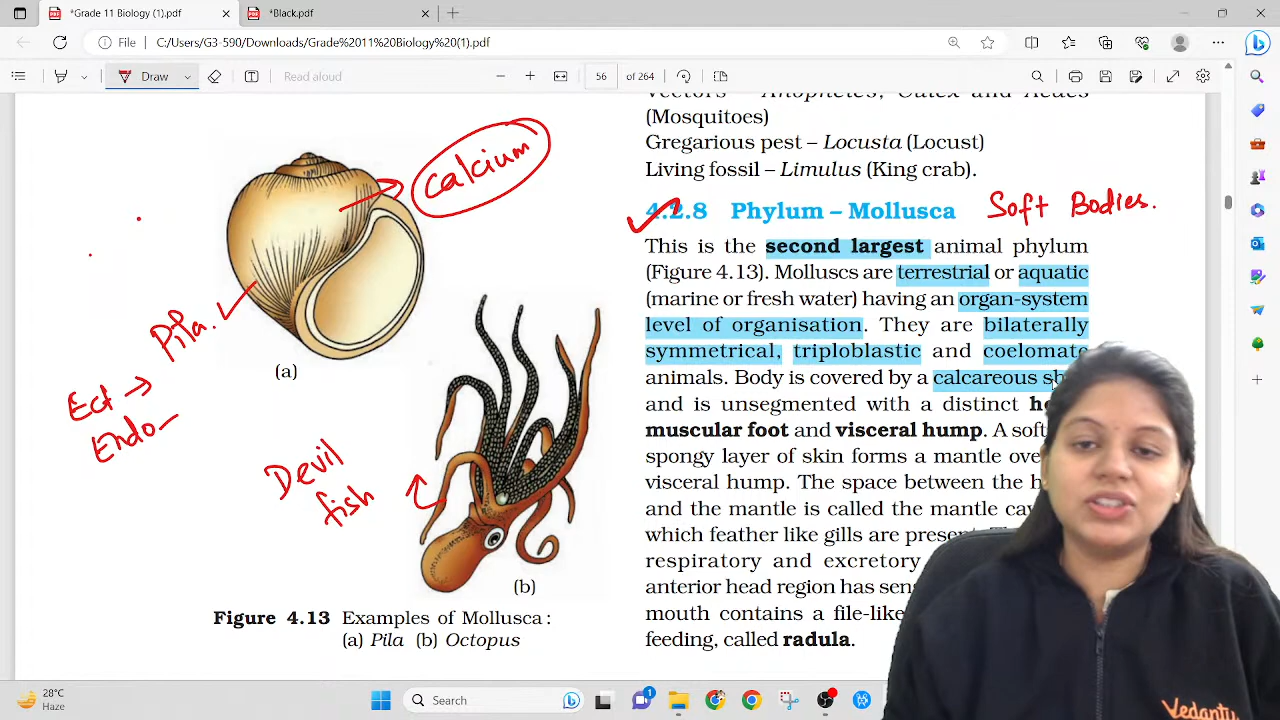 *Grade 11 Biology (1).pdf
*Black.pdf
File
C:/Users/G3-590/Downloads/Grade%2011%20Biology%20(1).pdf
Draw
Read aloud
56 of 264
Calcium
Pila.
Ect →
Endo-
Devil
fish
(a)
(b)
Figure 4.13 Examples of Mollusca :
(a) Pila (b) Octopus
Vectors – Anopheles, Culex and Aedes
(Mosquitoes)
Gregarious pest – Locusta (Locust)
Living fossil – Limulus (King crab).
4.2.8 Phylum – Mollusca Soft Bodies.
This is the second largest animal phylum
(Figure 4.13). Molluscs are terrestrial or aquatic
(marine or fresh water) having an organ-system
level of organisation. They are bilaterally
symmetrical, triploblastic and coelomate
animals. Body is covered by a calcareous
and is unsegmented with a distinct
muscular foot and visceral hump. A soft
spongy layer of skin forms a mantle
visceral hump. The space between the
and the mantle is called the mantle
which feather like gills are
respiratory and excretory
anterior head region has
mouth contains a file-like
feeding, called radula.
28°C
Haze
Search
1
Vedantu